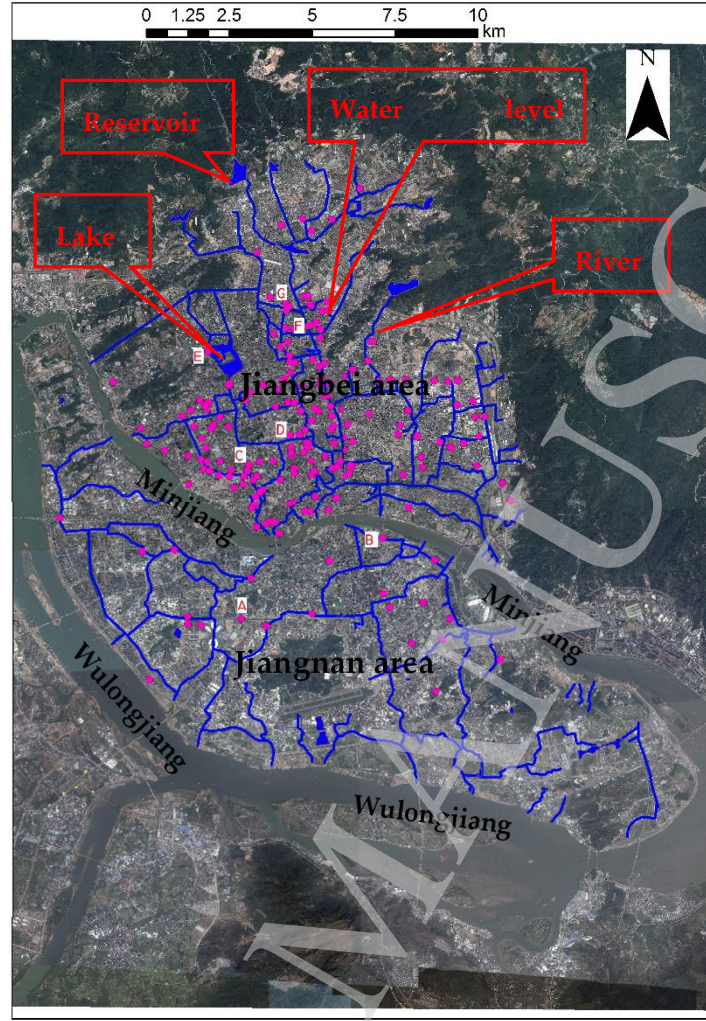 0 1.25 2.5 5 7.5 10
km
N
Reservoir
Water level
Lake
River
G
F
E
Jiangbei area
D
C
Minjiang
B
Minjiang
A
Jiangnan area
Wulongjiang
Wulongjiang
MANUSC